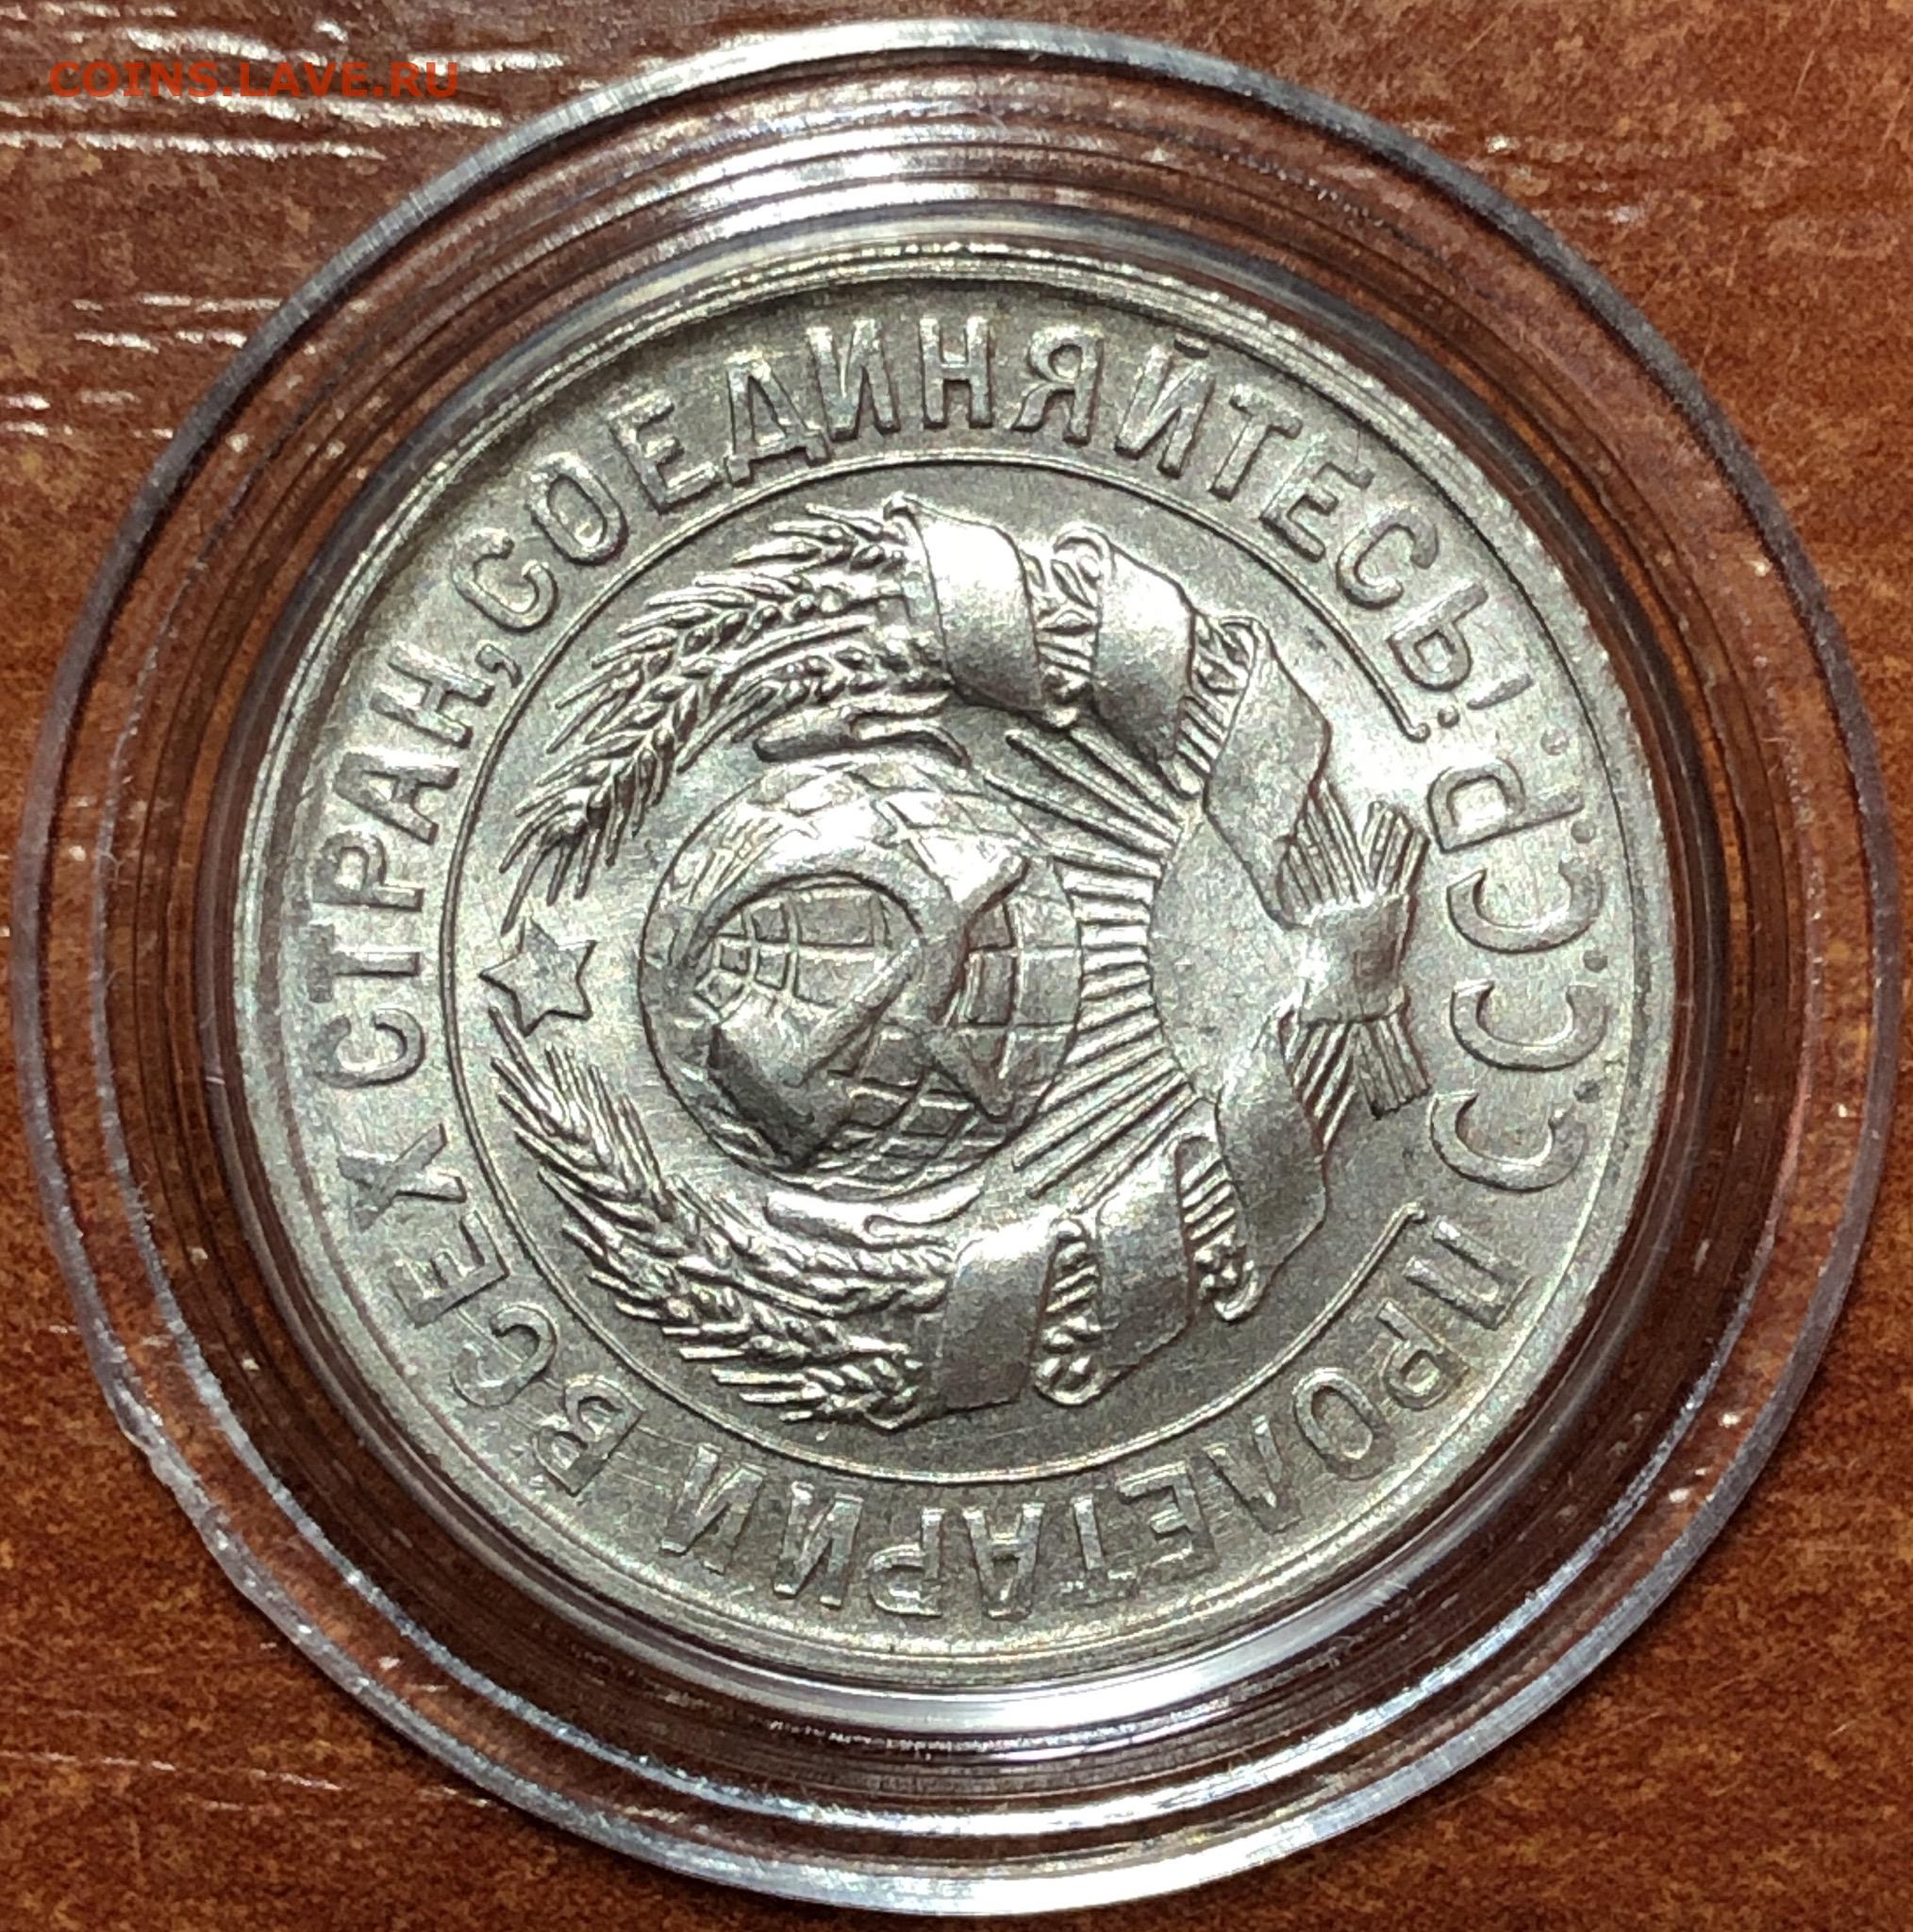 COINS.LAVE.RU
ПРОЛЕТАРИИ ВСЕХ СТРАН, СОЕДИНЯЙТЕСЬ!
С.С.С.Р.